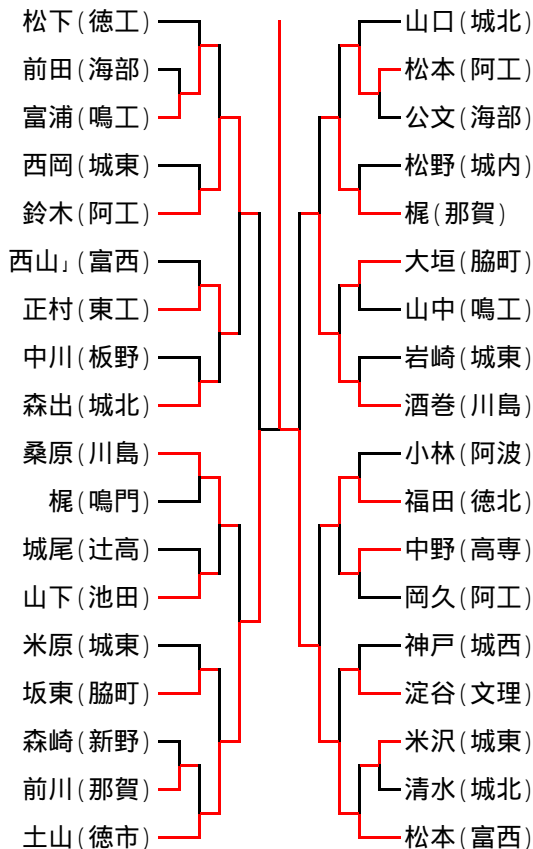 松下(徳工)
前田(海部)
富浦(鳴工)
西岡(城東)
鈴木(阿工)
西山」(富西)
正村(東工)
中川(板野)
森出(城北)
桑原(川島)
梶(鳴門)
城尾(辻高)
山下(池田)
米原(城東)
坂東(脇町)
森崎(新野)
前川(那賀)
土山(徳市)
山口(城北)
松本(阿工)
公文(海部)
松野(城内)
梶(那賀)
大垣(脇町)
山中(鳴工)
岩崎(城東)
酒巻(川島)
小林(阿波)
福田(徳北)
中野(高専)
岡久(阿工)
神戸(城西)
淀谷(文理)
米沢(城東)
清水(城北)
松本(富西)